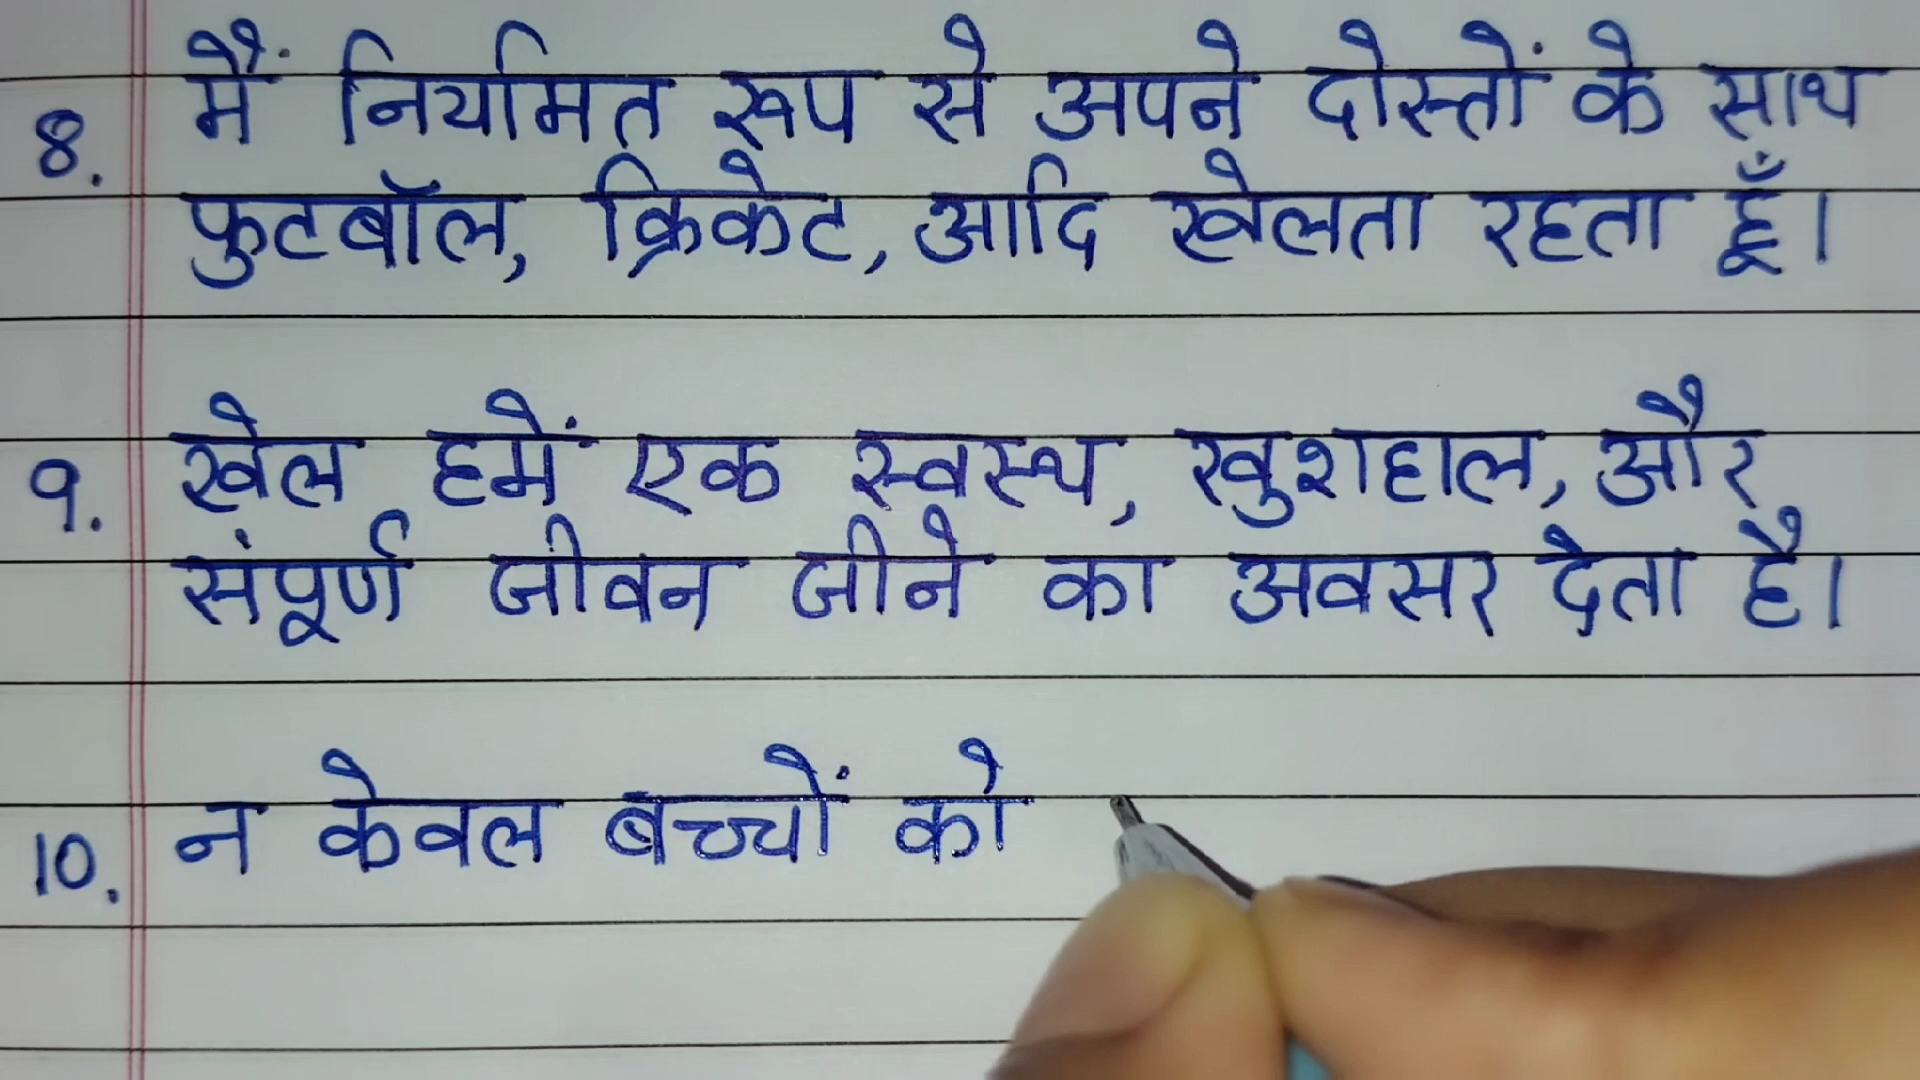 8. मैं नियमित रूप से अपने दोस्तों के साथ
फुटबॉल, क्रिकेट, आदि खेलता रहता हूँ।
9. खेल हमें एक स्वस्थ, खुशहाल, और
संपूर्ण जीवन जीने का अवसर देता है।
10. न केवल बच्चों को